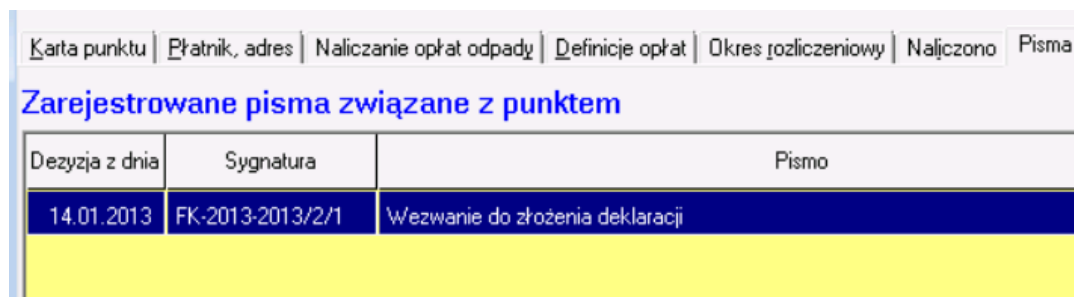 Karta punktu Płatnik, adres Naliczanie opłat odpady Definicje opłat Okres rozliczeniowy Naliczono Pisma
Zarejestrowane pisma związane z punktem
Dezyzja z dnia Sygnatura Pismo
14.01.2013 FK-2013-2013/2/1 Wezwanie do złożenia deklaracji